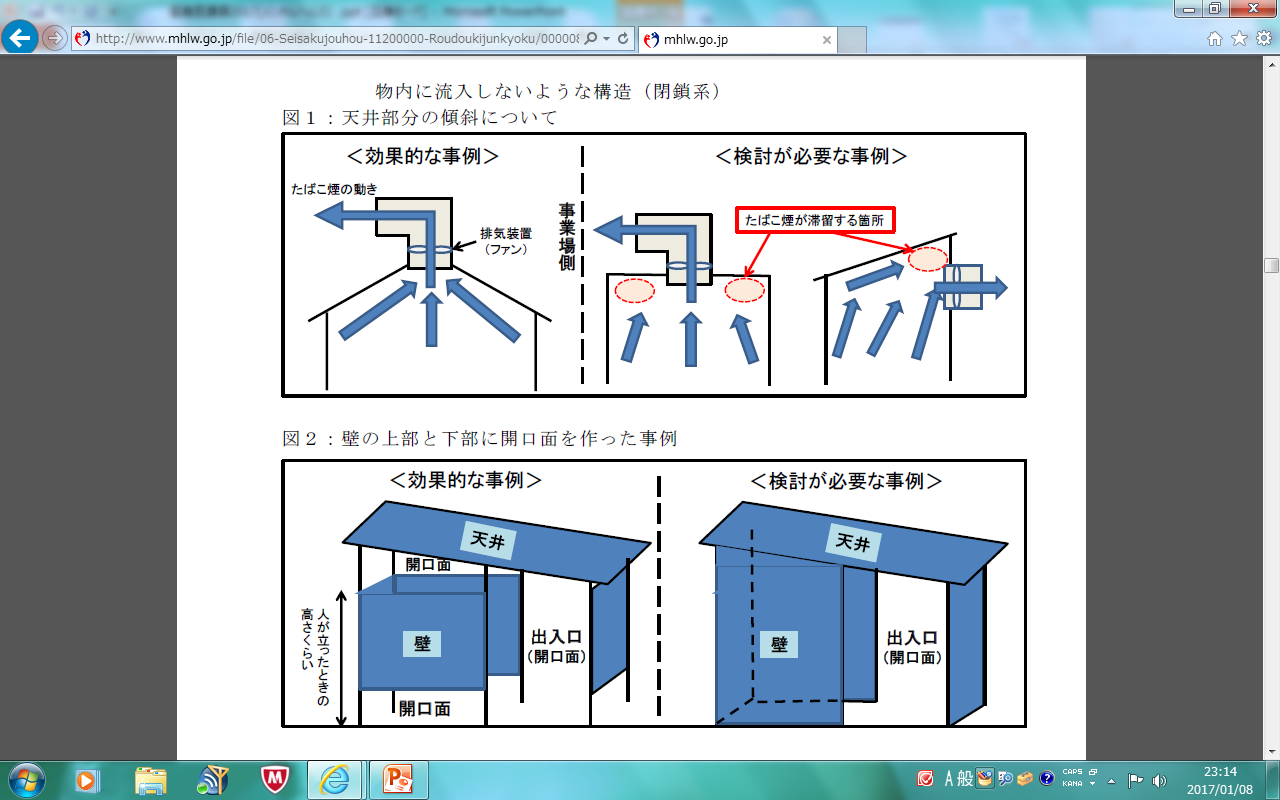 http://www.mhlw.go.jp/file/06-Seisakujouhou-11200000-Roudoukijunkyoku/00000
mhlw.go.jp
物内に流入しないような構造（閉鎖系）
図１：天井部分の傾斜について
＜効果的な事例＞
＜検討が必要な事例＞
たばこ煙の動き
排気装置
（ファン）
事業場側
たばこ煙が滞留する箇所
図２：壁の上部と下部に開口面を作った事例
＜効果的な事例＞
＜検討が必要な事例＞
天井
開口面
人が立ったときの
高さくらい
壁
出入口
（開口面）
開口面
天井
壁
出入口
（開口面）
A 般
CAPS
KANA
23:14
2017/01/08